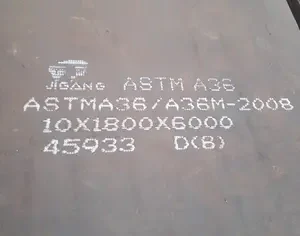 JIGANG ASTM A36
ASTMA36/A36M-2008
10X1800X6000
45933 D(B)